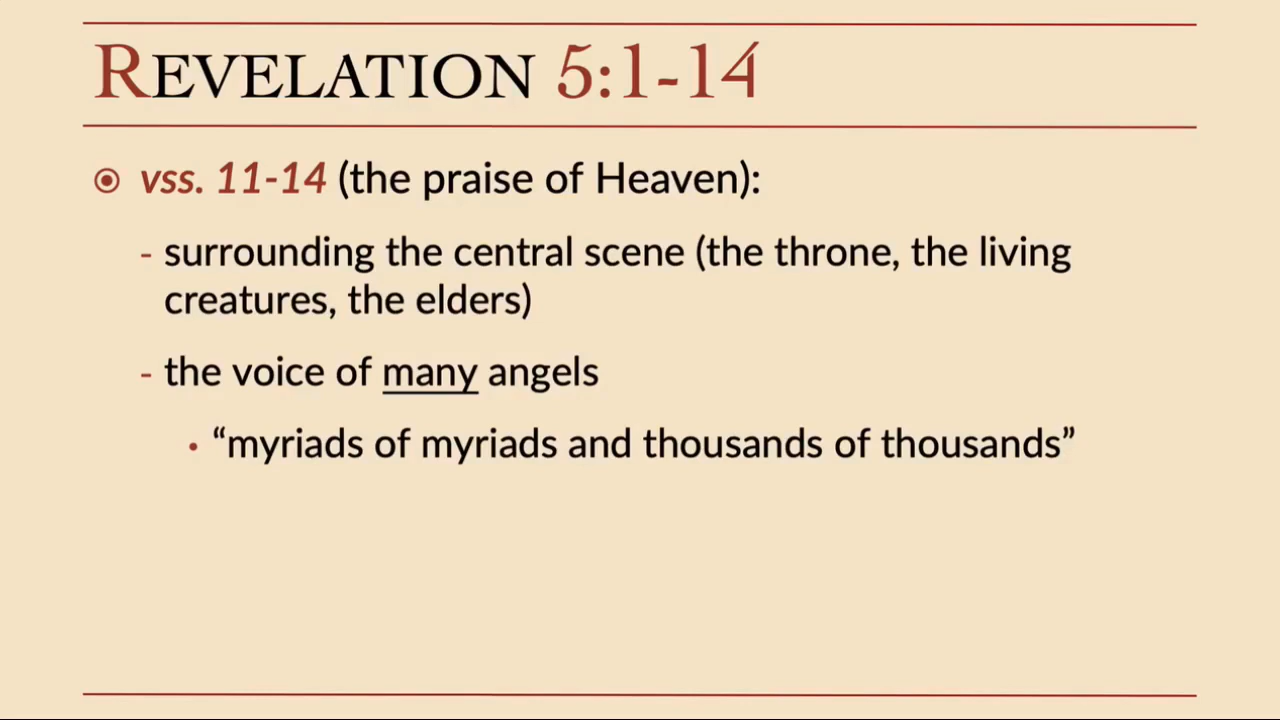 REVELATION 5:1-14
vss. 11-14 (the praise of Heaven):
- surrounding the central scene (the throne, the living
creatures, the elders)
- the voice of many angels
• “myriads of myriads and thousands of thousands”